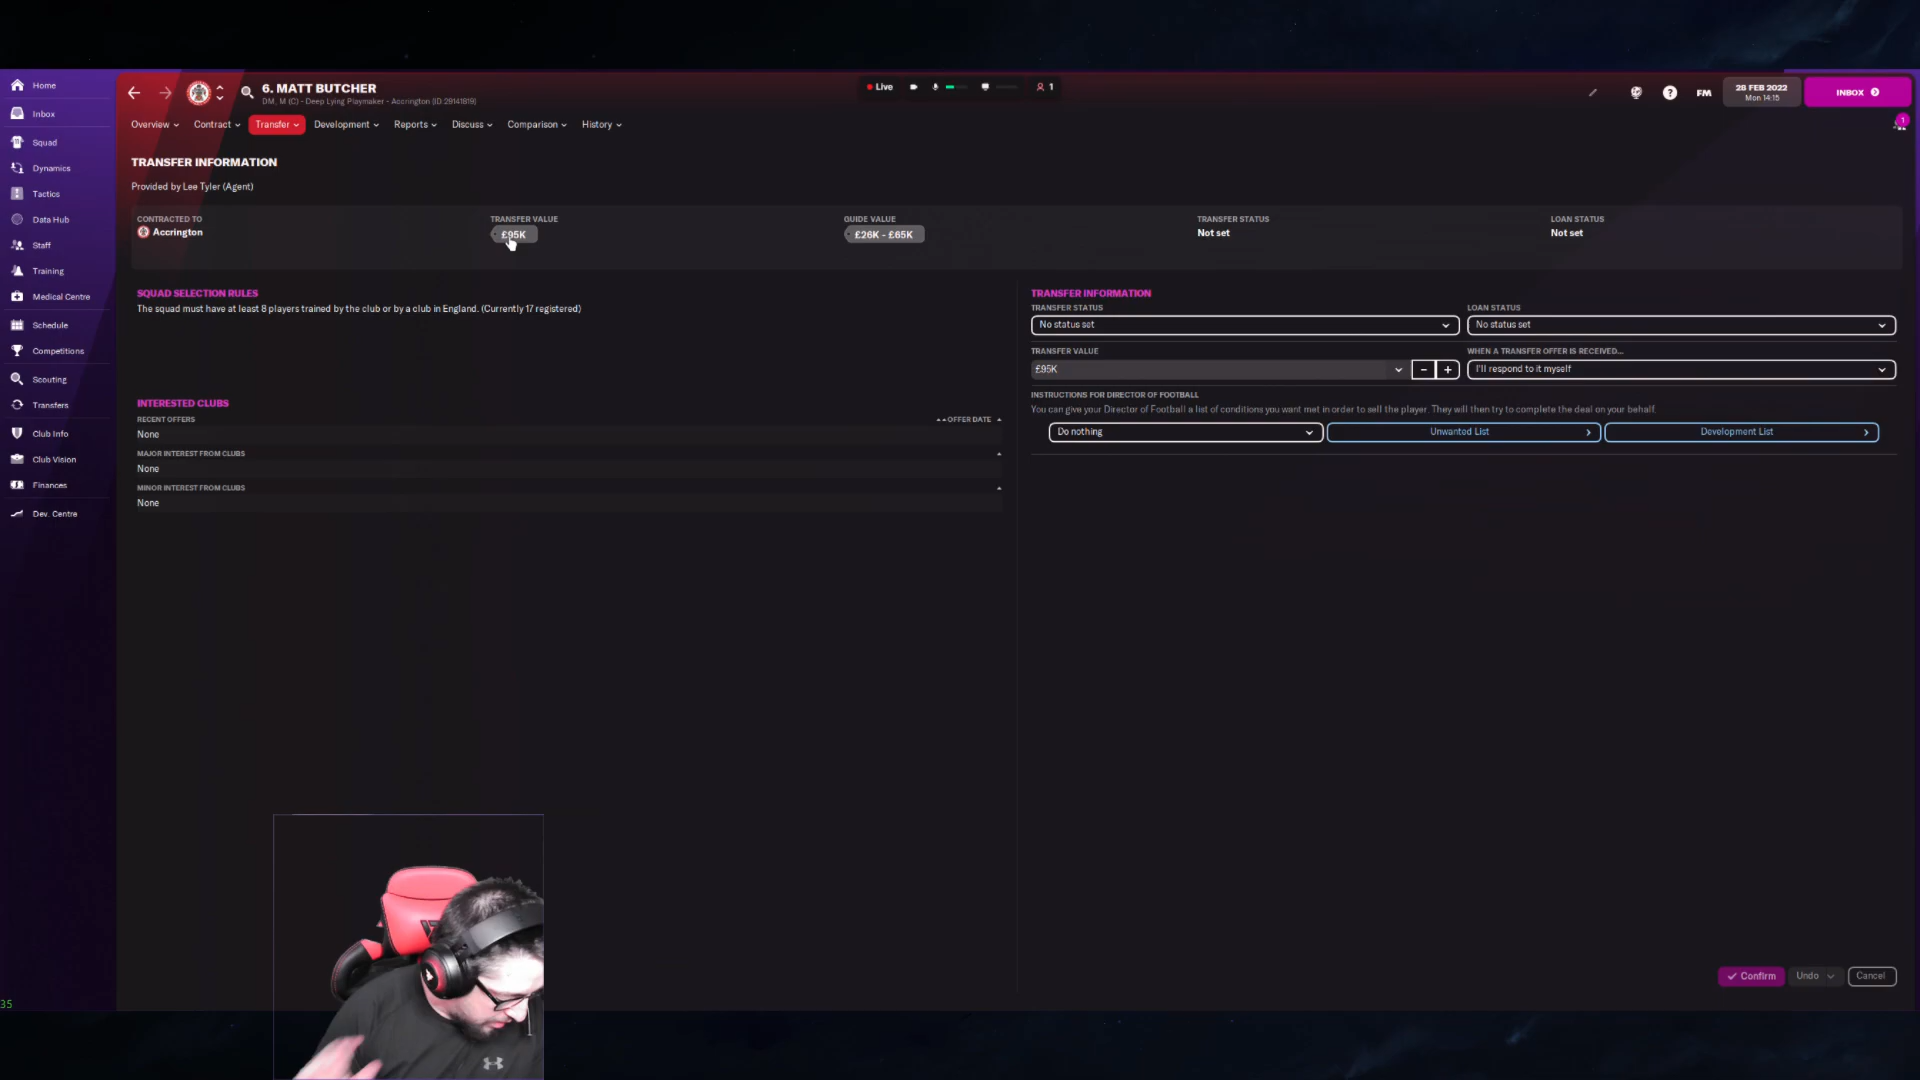 Home
Inbox
Squad
Dynamics
Tactics
Data Hub
Staff
Training
Medical Centre
Schedule
Competitions
Scouting
Transfers
Club Info
Club Vision
Finances
Dev. Centre
6. MATT BUTCHER
DM, M (C) - Deep Lying Playmaker - Accrington (ID:29141819)
Live
1
FM
28 FEB 2022
Mon 14:15
INBOX
1
Overview Contract Transfer Development Reports Discuss Comparison History
TRANSFER INFORMATION
Provided by Lee Tyler (Agent)
CONTRACTED TO
Accrington
TRANSFER VALUE
£95K
GUIDE VALUE
£26K - £65K
TRANSFER STATUS
Not set
LOAN STATUS
Not set
SQUAD SELECTION RULES
The squad must have at least 8 players trained by the club or by a club in England. (Currently 17 registered)
INTERESTED CLUBS
RECENT OFFERS OFFER DATE
None
MAJOR INTEREST FROM CLUBS
None
MINOR INTEREST FROM CLUBS
None
TRANSFER INFORMATION
TRANSFER STATUS
No status set
LOAN STATUS
No status set
TRANSFER VALUE
£95K
WHEN A TRANSFER OFFER IS RECEIVED...
I'll respond to it myself
INSTRUCTIONS FOR DIRECTOR OF FOOTBALL
You can give your Director of Football a list of conditions you want met in order to sell the player. They will then try to complete the deal on your behalf.
Do nothing
Unwanted List
Development List
Confirm Undo Cancel
35